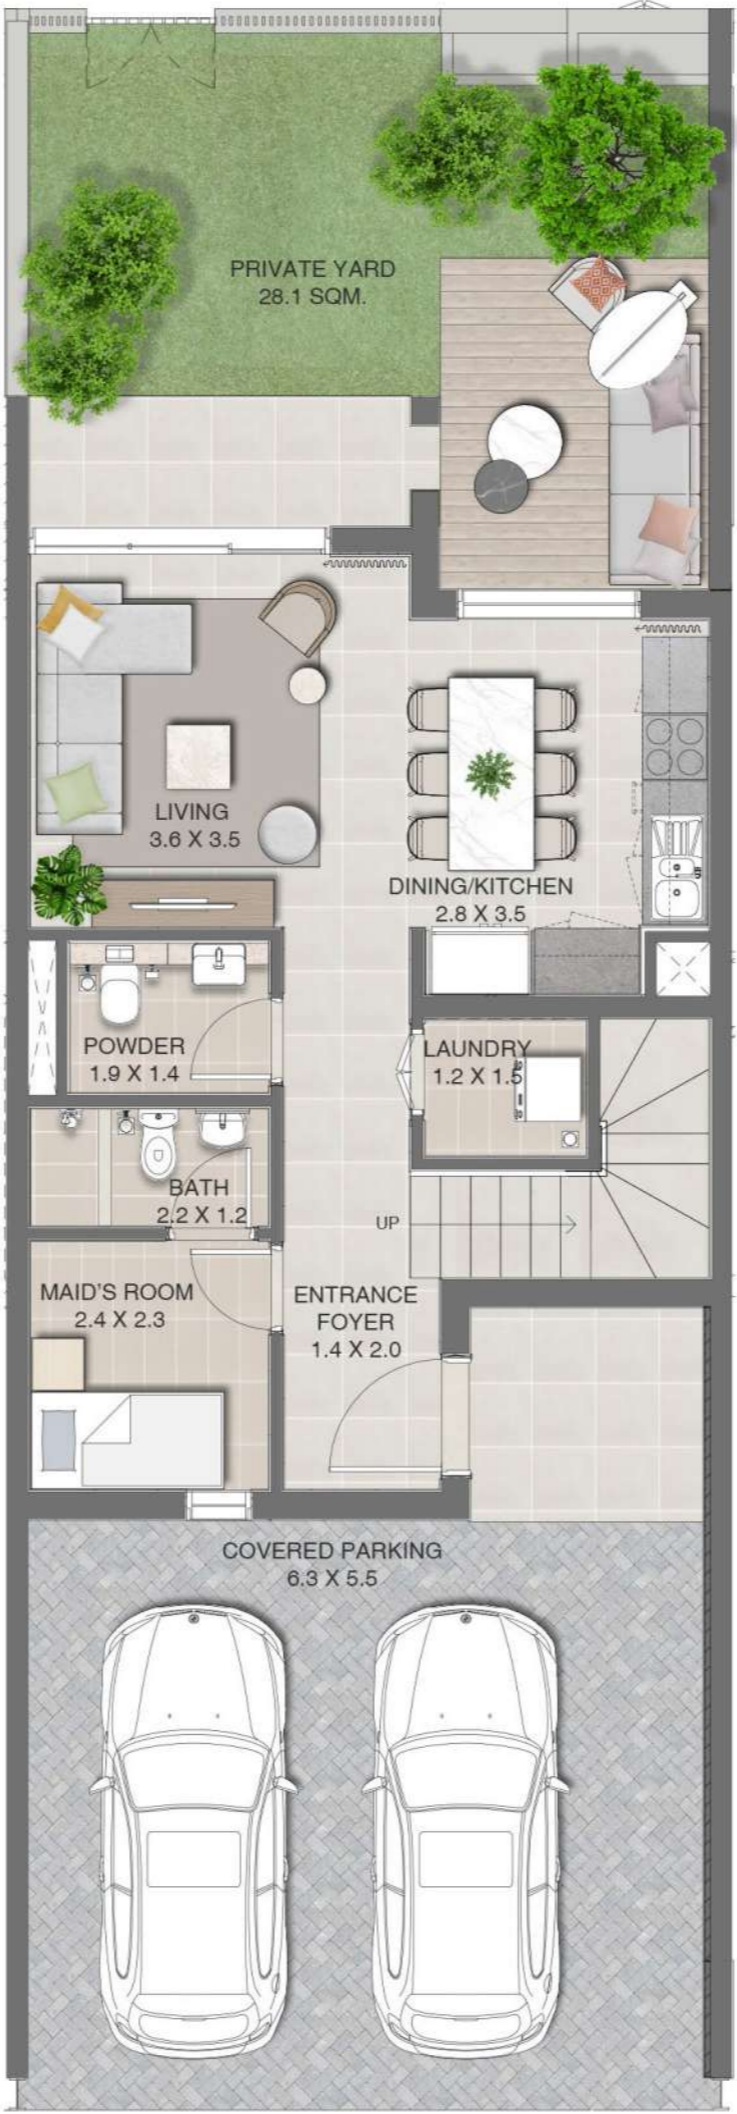 PRIVATE YARD
28.1 SQM.
LIVING
3.6 X 3.5
DINING/KITCHEN
2.8 X 3.5
POWDER
1.9 X 1.4
LAUNDRY
1.2 X 1.5
BATH
2.2 X 1.2
UP
MAID'S ROOM
2.4 X 2.3
ENTRANCE
FOYER
1.4 X 2.0
COVERED PARKING
6.3 X 5.5